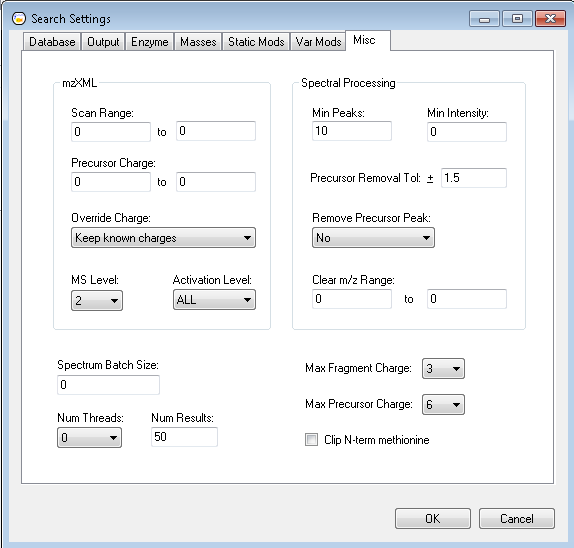 Search Settings
Database Output Enzyme Masses Static Mods Var Mods Misc
mzXML
Scan Range:
0 to 0
Precursor Charge:
0 to 0
Override Charge:
Keep known charges
MS Level: Activation Level:
2 ALL
Spectral Processing
Min Peaks: Min Intensity:
10 0
Precursor Removal Tol: ± 1.5
Remove Precursor Peak:
No
Clear m/z Range:
0 to 0
Spectrum Batch Size:
0
Num Threads: Num Results:
0 50
Max Fragment Charge: 3
Max Precursor Charge: 6
Clip N-term methionine
OK Cancel